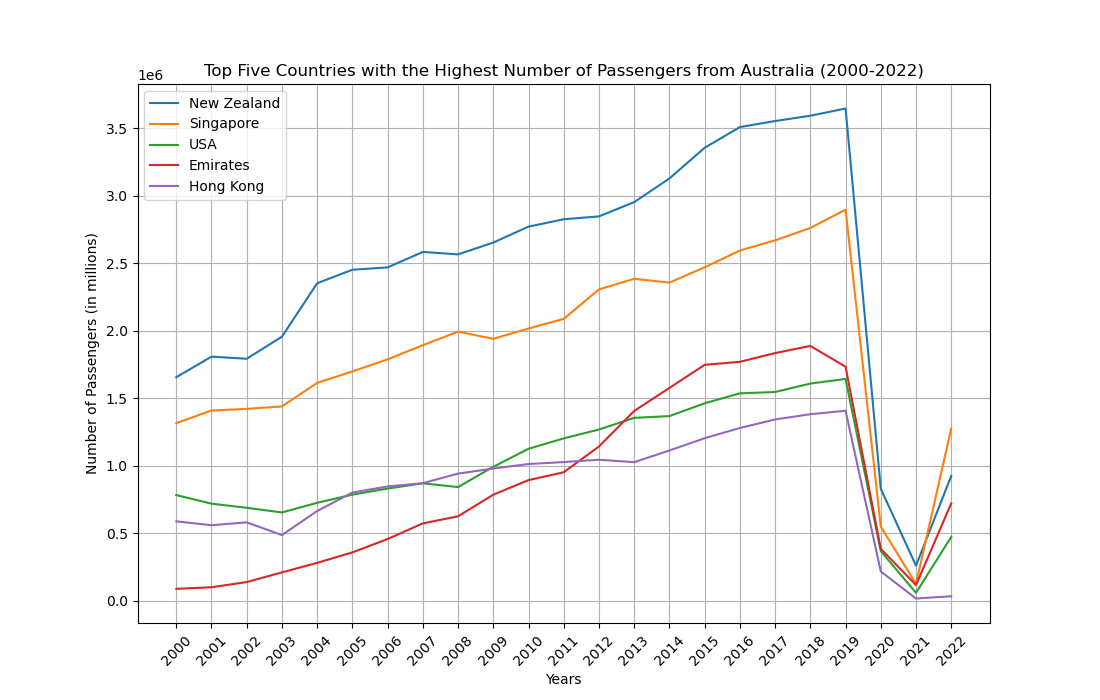 Top Five Countries with the Highest Number of Passengers from Australia (2000-2022)
1e6
New Zealand
Singapore
USA
Emirates
Hong Kong
Number of Passengers (in millions)
3.5
3.0
2.5
2.0
1.5
1.0
0.5
0.0
2000 2001 2002 2003 2004 2005 2006 2007 2008 2009 2010 2011 2012 2013 2014 2015 2016 2017 2018 2019 2020 2021 2022
Years